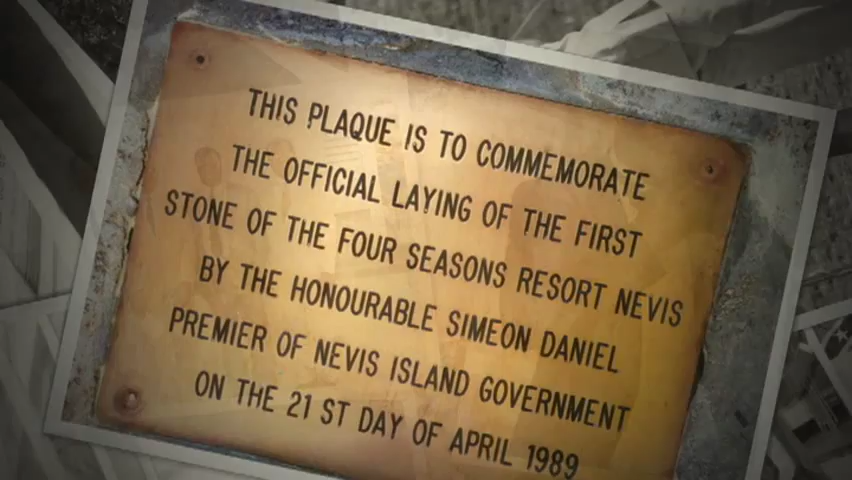 THIS PLAQUE IS TO COMMEMORATE
THE OFFICIAL LAYING OF THE FIRST
STONE OF THE FOUR SEASONS RESORT NEVIS
BY THE HONOURABLE SIMEON DANIEL
PREMIER OF NEVIS ISLAND GOVERNMENT
ON THE 21 ST DAY OF APRIL 1989